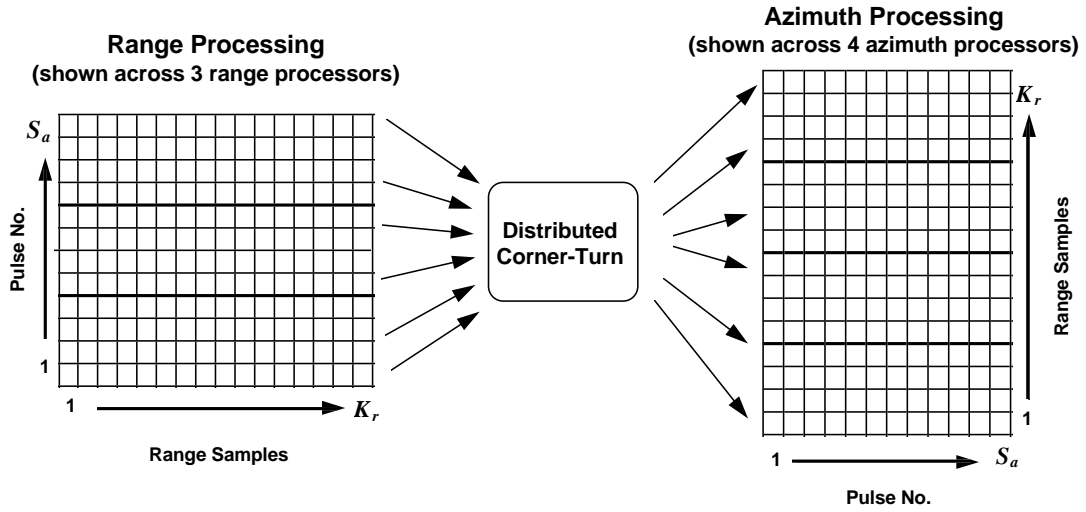 Range Processing
(shown across 3 range processors)
S_a
Pulse No.
1
1
K_r
Range Samples
Distributed
Corner-Turn
Azimuth Processing
(shown across 4 azimuth processors)
K_r
Range Samples
1
1
S_a
Pulse No.